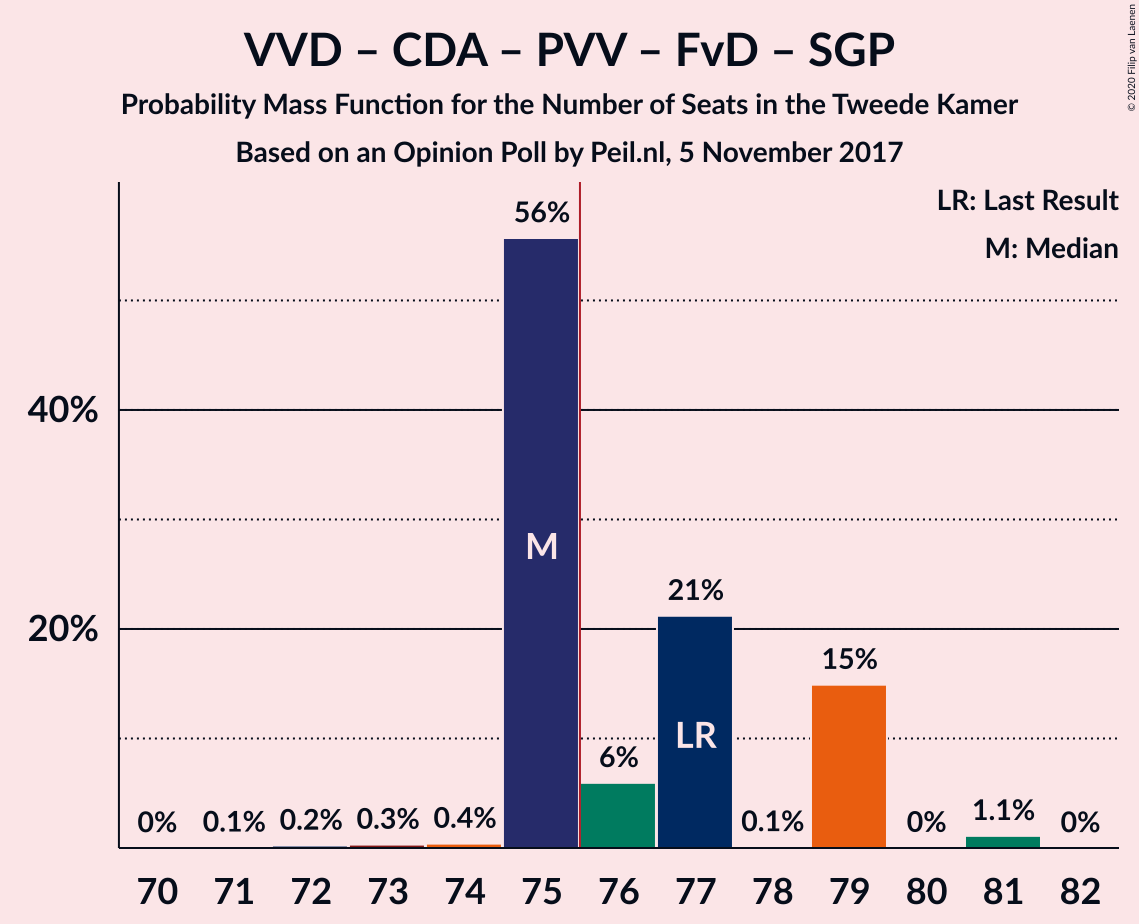 VVD – CDA – PVV – FvD – SGP
Probability Mass Function for the Number of Seats in the Tweede Kamer
Based on an Opinion Poll by Peil.nl, 5 November 2017
© 2020 Filip van Laenen
LR: Last Result
M: Median
56%
40%
M
21%
20%
15%
LR
6%
0% 0.1% 0.2% 0.3% 0.4% 0.1% 0% 1.1% 0%
70 71 72 73 74 75 76 77 78 79 80 81 82